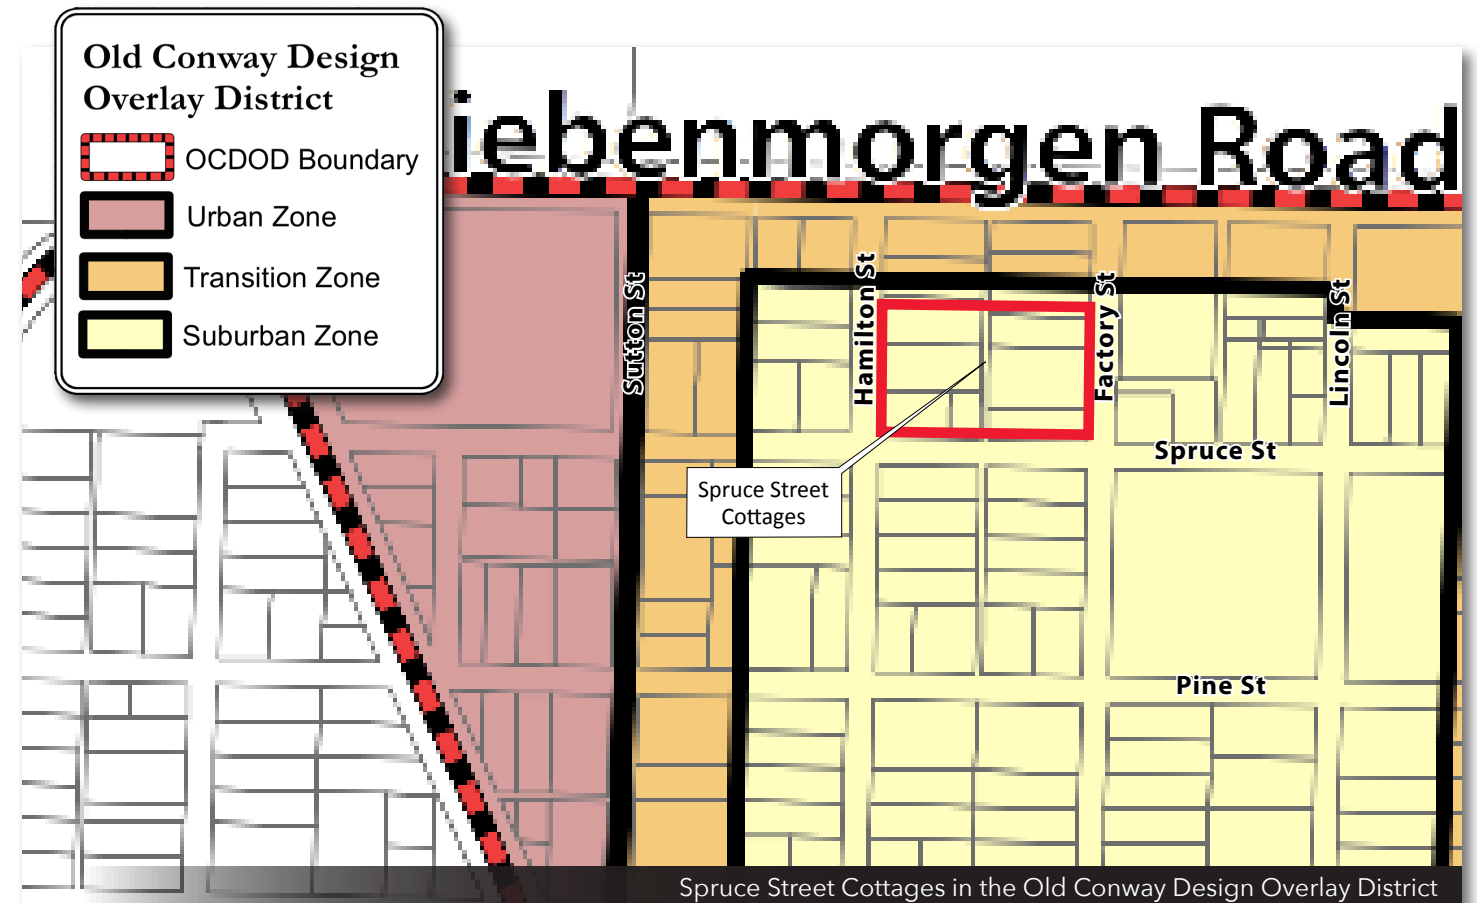 Old Conway Design
Overlay District
OCDOD Boundary
Urban Zone
Transition Zone
Suburban Zone
iebenmorgen Road
Sutton St
Hamilton St
Factory St
Lincoln St
Spruce St
Spruce Street
Cottages
Pine St
Spruce Street Cottages in the Old Conway Design Overlay District